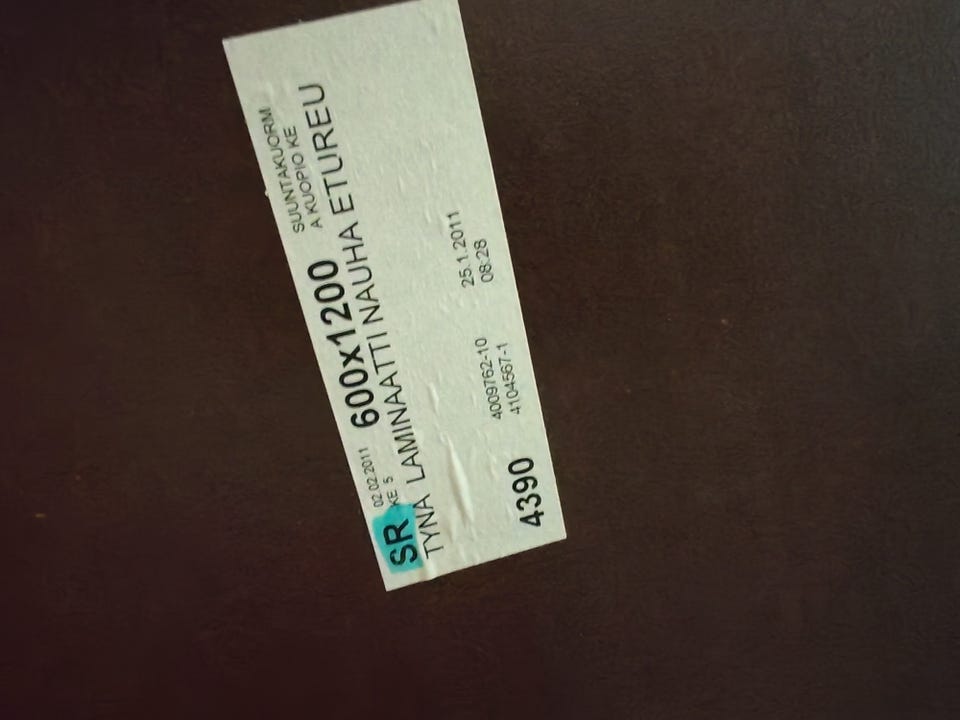 SR 02.02.2011 600x1200 SUUNTAKUORM
KE 5 A KUOPIO KE
TYNA LAMINAATTI NAUHA ETUREU
4009762-10 25.1.2011
4390 4104567-1 08:28